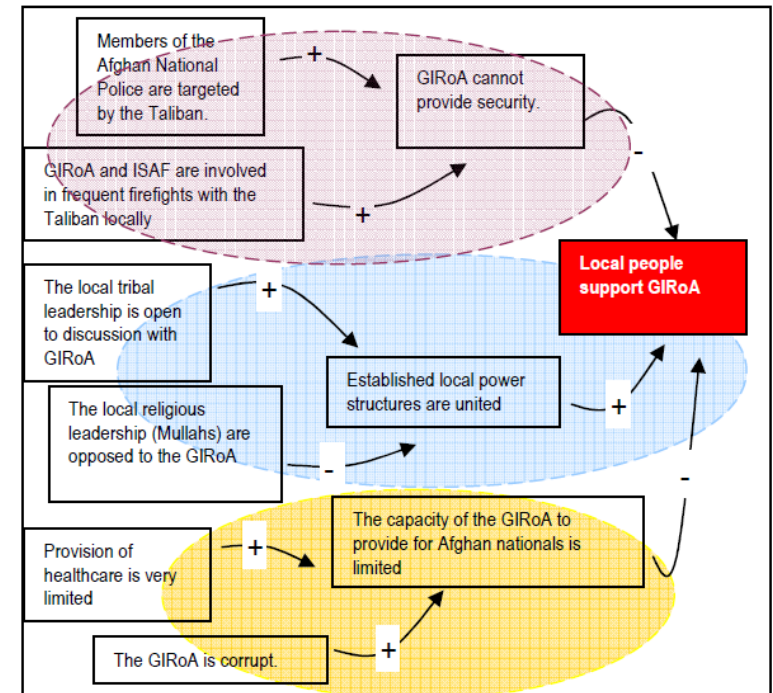 Members of the
Afghan National
Police are targeted
by the Taliban.
+
GIRoA cannot
provide security.
-
GIRoA and ISAF are involved
in frequent firefights with the
Taliban locally
+
Local people
support GIRoA
The local tribal
leadership is open
to discussion with
GIRoA
+
Established local power
structures are united
+
The local religious
leadership (Mullahs) are
opposed to the GIRoA
-
-
The capacity of the GIRoA to
provide for Afghan nationals is
limited
Provision of
healthcare is very
limited
+
The GIRoA is corrupt.
+